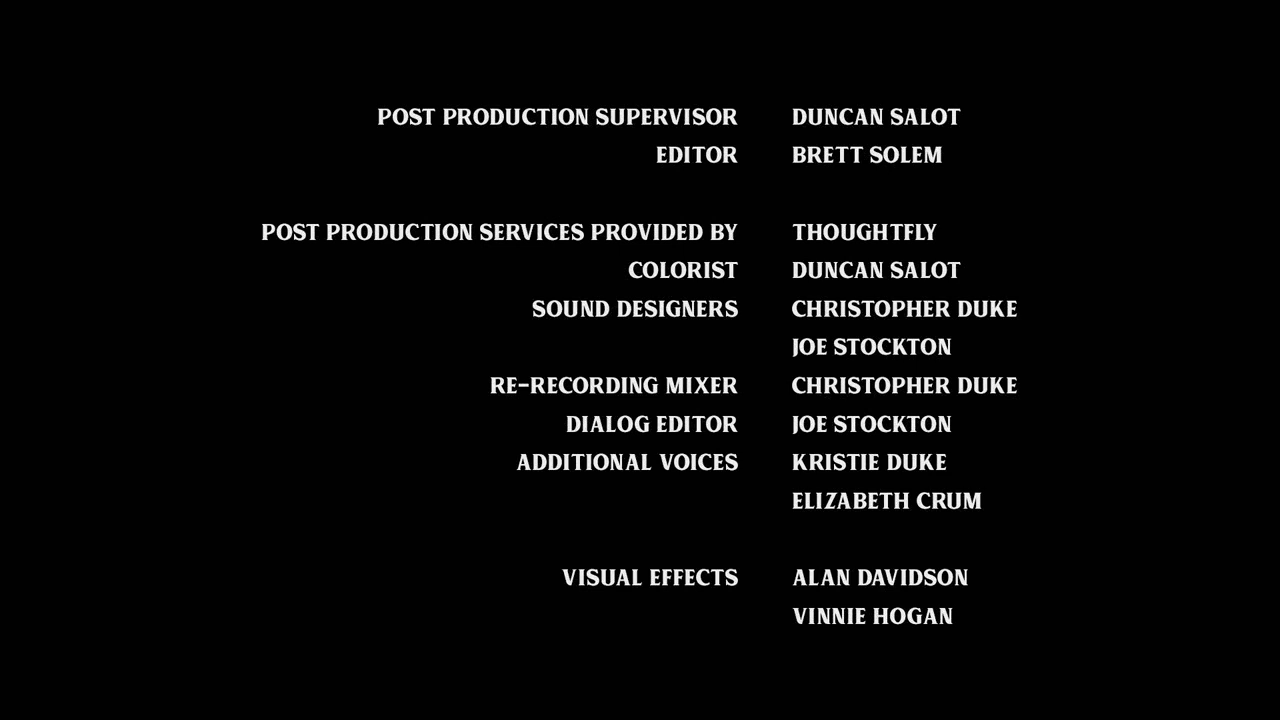 POST PRODUCTION SUPERVISOR DUNCAN SALOT
EDITOR BRETT SOLEM
POST PRODUCTION SERVICES PROVIDED BY THOUGHTFLY
COLORIST DUNCAN SALOT
SOUND DESIGNERS CHRISTOPHER DUKE
JOE STOCKTON
RE-RECORDING MIXER CHRISTOPHER DUKE
DIALOG EDITOR JOE STOCKTON
ADDITIONAL VOICES KRISTIE DUKE
ELIZABETH CRUM
VISUAL EFFECTS ALAN DAVIDSON
VINNIE HOGAN